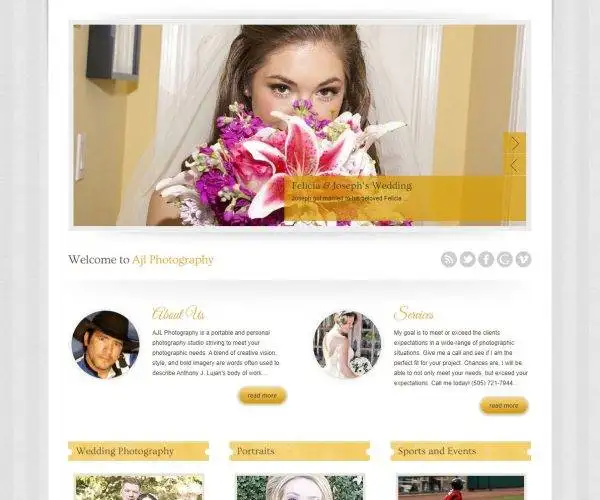 Felicia & Joseph's Wedding
Joseph got married to his beloved Felicia ...
Welcome to Ajl Photography
About Us
AJL Photography is a portable and personal
photography studio striving to meet your
photographic needs. A blend of creative vision,
style, and bold imagery are words often used to
describe Anthony J. Lujan's body of work...
read more
Services
My goal is to meet or exceed the clients
expectations in a wide-range of photographic
situations. Give me a call and see if I am the
perfect fit for your project. Chances are, I will be
able to not only meet your needs, but exceed your
expectations. Call me today! (505) 721-7944...
read more
Wedding Photography
Portraits
Sports and Events